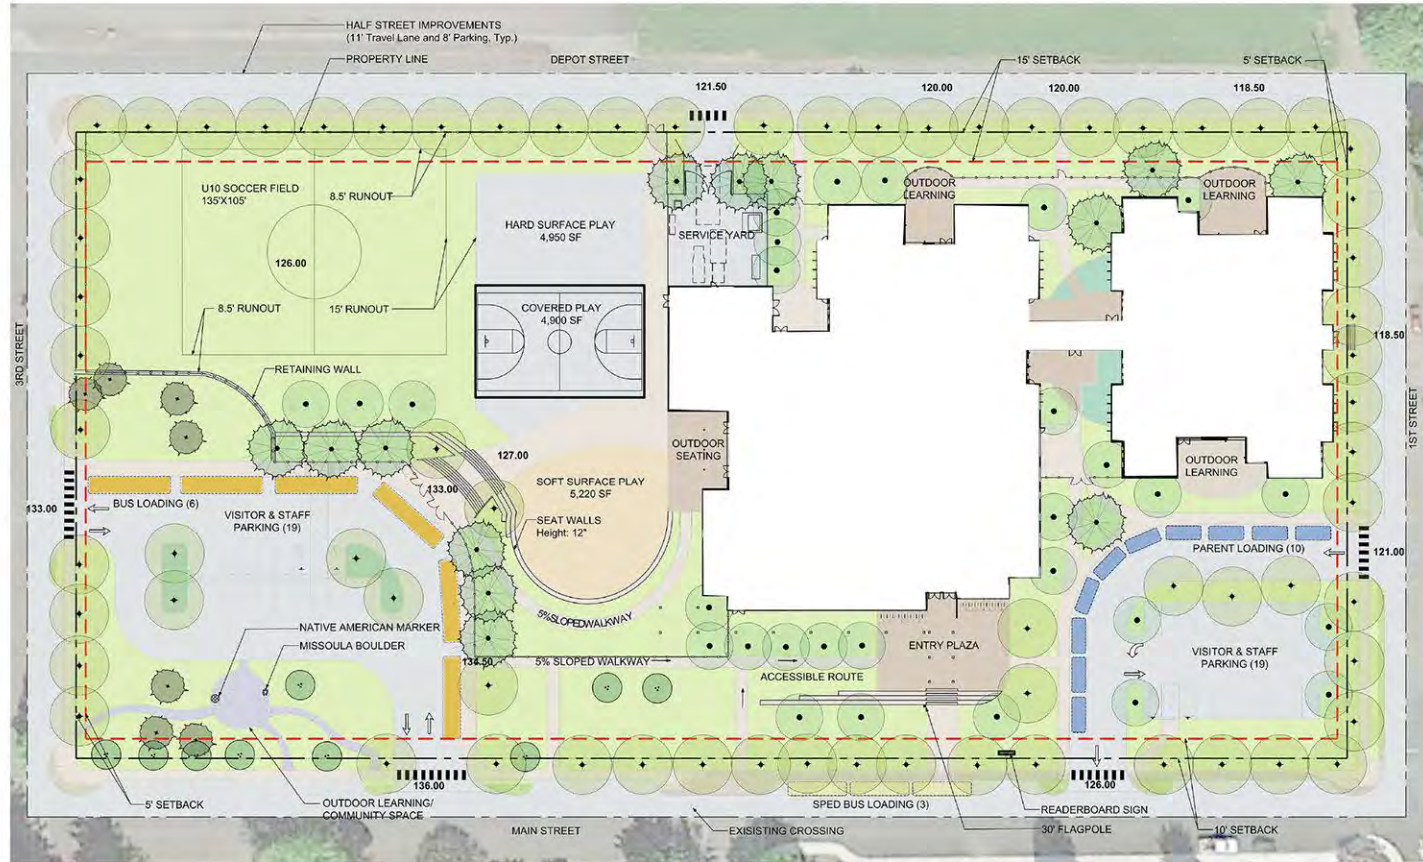 HALF STREET IMPROVEMENTS
(11' Travel Lane and 8' Parking, Typ.)
PROPERTY LINE
DEPOT STREET
15' SETBACK
5' SETBACK
121.50
120.00
120.00
118.50
U10 SOCCER FIELD
135'X105'
8.5' RUNOUT
OUTDOOR
LEARNING
OUTDOOR
LEARNING
HARD SURFACE PLAY
4,950 SF
SERVICE YARD
126.00
8.5' RUNOUT
15' RUNOUT
COVERED PLAY
4,900 SF
3RD STREET
118.50
RETAINING WALL
1ST STREET
OUTDOOR
SEATING
127.00
OUTDOOR
LEARNING
133.00
SOFT SURFACE PLAY
5,220 SF
133.00
BUS LOADING (6)
VISITOR & STAFF
PARKING (19)
SEAT WALLS
Height: 12"
PARENT LOADING (10)
121.00
5% SLOPED WALKWAY
NATIVE AMERICAN MARKER
MISSOULA BOULDER
ENTRY PLAZA
VISITOR & STAFF
PARKING (19)
134.50
5% SLOPED WALKWAY
ACCESSIBLE ROUTE
136.00
126.00
5' SETBACK
OUTDOOR LEARNING/
COMMUNITY SPACE
SPED BUS LOADING (3)
READERBOARD SIGN
MAIN STREET
EXISISTING CROSSING
30' FLAGPOLE
10' SETBACK